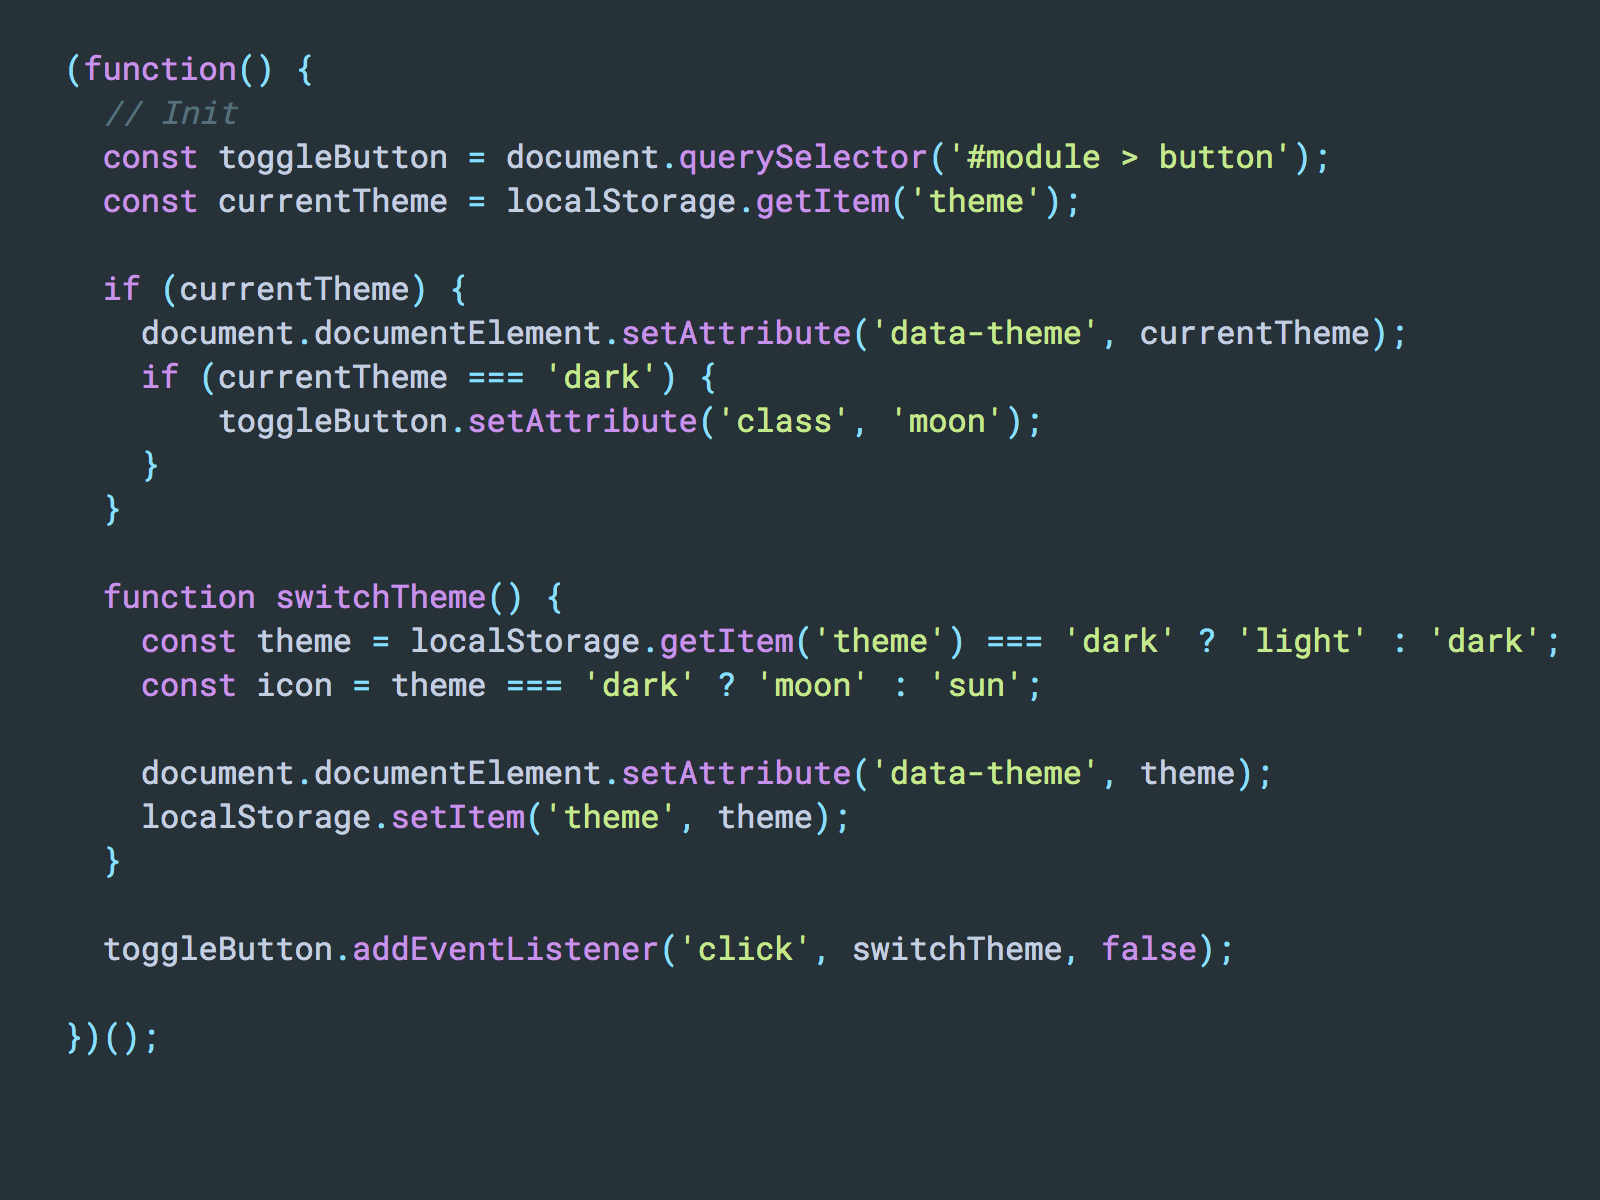 (function() {
  // Init
  const toggleButton = document.querySelector('#module > button');
  const currentTheme = localStorage.getItem('theme');

  if (currentTheme) {
    document.documentElement.setAttribute('data-theme', currentTheme);
    if (currentTheme === 'dark') {
        toggleButton.setAttribute('class', 'moon');
    }
  }

  function switchTheme() {
    const theme = localStorage.getItem('theme') === 'dark' ? 'light' : 'dark';
    const icon = theme === 'dark' ? 'moon' : 'sun';

    document.documentElement.setAttribute('data-theme', theme);
    localStorage.setItem('theme', theme);
  }

  toggleButton.addEventListener('click', switchTheme, false);

})();